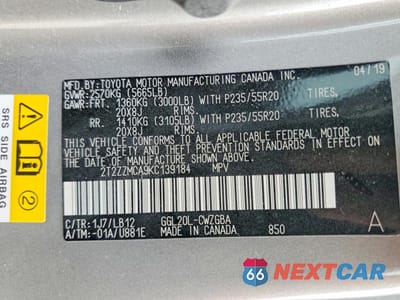 MFD. BY: TOYOTA MOTOR MANUFACTURING CANADA INC. 04/19
GVWR: 2570KG (5665LB)
GAWR: FRT. 1360KG (3000LB) WITH P235/55R20 TIRES,
20X8J RIMS
RR. 1410KG (3105LB) WITH P235/55R20 TIRES,
20X8J RIMS
THIS VEHICLE CONFORMS TO ALL APPLICABLE
FEDERAL MOTOR VEHICLE SAFETY, BUMPER, AND
THEFT PREVENTION STANDARDS IN EFFECT ON THE
DATE OF MANUFACTURE SHOWN ABOVE.
2T2ZZMCA9KC139184 MPV
C/TR: 1J7/LB12 GGL20L-CWZGBA
A/TM: -01A/U881E MADE IN CANADA 850 A
SRS SIDE AIRBAG
2
66 NEXTCAR